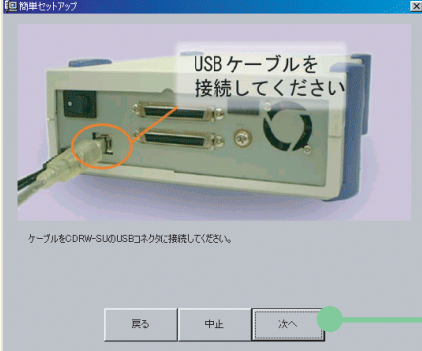 簡単セットアップ
USBケーブルを
接続してください
ケーブルをCDRW-SUのUSBコネクタに接続してください。
戻る
中止
次へ